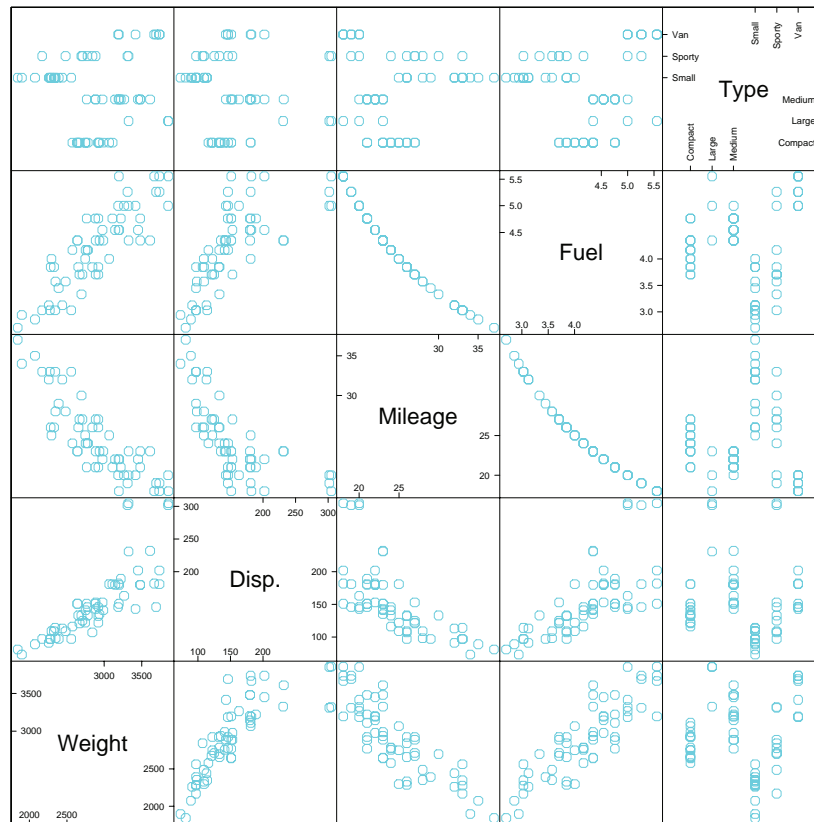 Van
Sporty
Small
Small
Sporty
Van
Type
Medium
Large
Compact
Compact
Large
Medium
4.5 5.0 5.5
5.5
5.0
4.5
Fuel
4.0
3.5
3.0
30 35
3.0 3.5 4.0
35
30
Mileage
25
20
20 25
200 250 300
300
250
200
Disp.
200
150
100
100 150 200
3000 3500
3500
3000
Weight
3000
2500
2000
2000 2500